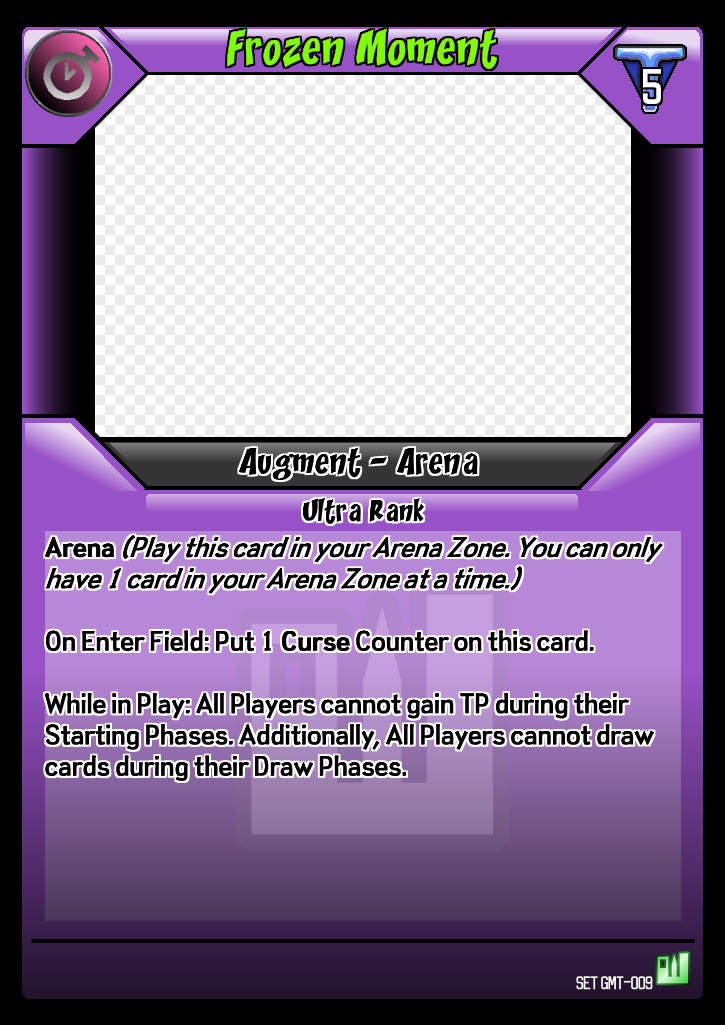 Frozen Moment
5
Augment - Arena
Ultra Rank
Arena (Play this card in your Arena Zone. You can only
have 1 card in your Arena Zone at a time.)
On Enter Field: Put 1 Curse Counter on this card.
While in Play: All Players cannot gain TP during their
Starting Phases. Additionally, All Players cannot draw
cards during their Draw Phases.
SET GMT-009